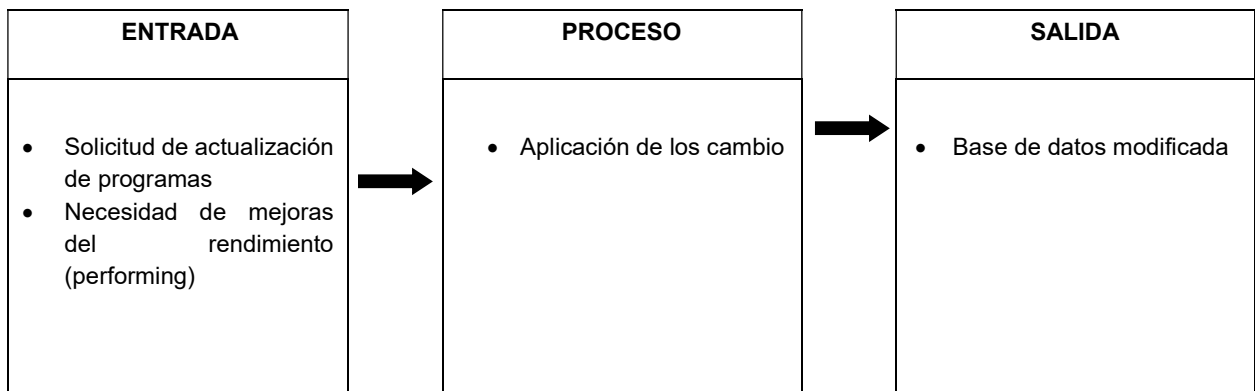 ENTRADA
• Solicitud de actualización
de programas
• Necesidad de mejoras
del rendimiento
(performing)
PROCESO
• Aplicación de los cambio
SALIDA
• Base de datos modificada